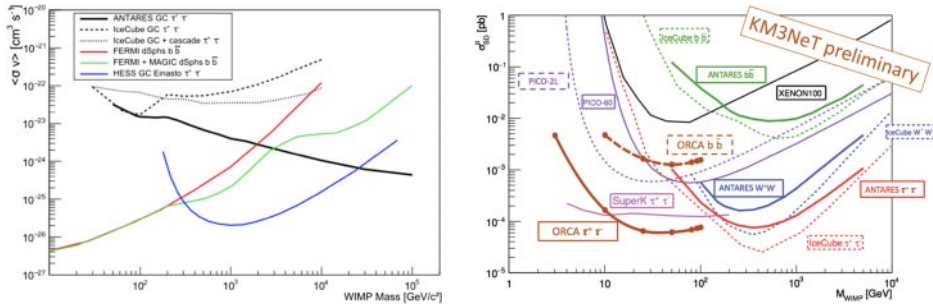 <σ v> [cm³ s⁻¹]
10⁻²⁰
10⁻²¹
10⁻²²
10⁻²³
10⁻²⁴
10⁻²⁵
10⁻²⁶
10⁻²⁷
ANTARES GC τ⁺ τ⁻
IceCube GC τ⁺ τ⁻
IceCube GC + cascade τ⁺ τ⁻
FERMI dSphs b b̅
FERMI + MAGIC dSphs b b̅
HESS GC Einasto τ⁺ τ⁻
10²
10³
10⁴
10⁵
WIMP Mass [GeV/c²]
σᵖSD [pb]
1
10⁻¹
10⁻²
10⁻³
10⁻⁴
10⁻⁵
KM3NeT preliminary
IceCube b b̅
ANTARES bb̅
PICO-2L
PICO-60
XENON100
IceCube W⁺ W
ORCA b b̅
ANTARES W⁺W⁻
ANTARES τ⁺ τ⁻
SuperK τ⁺ τ⁻
ORCA τ⁺ τ⁻
IceCube τ⁺ τ⁻
1
10
10²
10³
10⁴
M_WIMP [GeV]